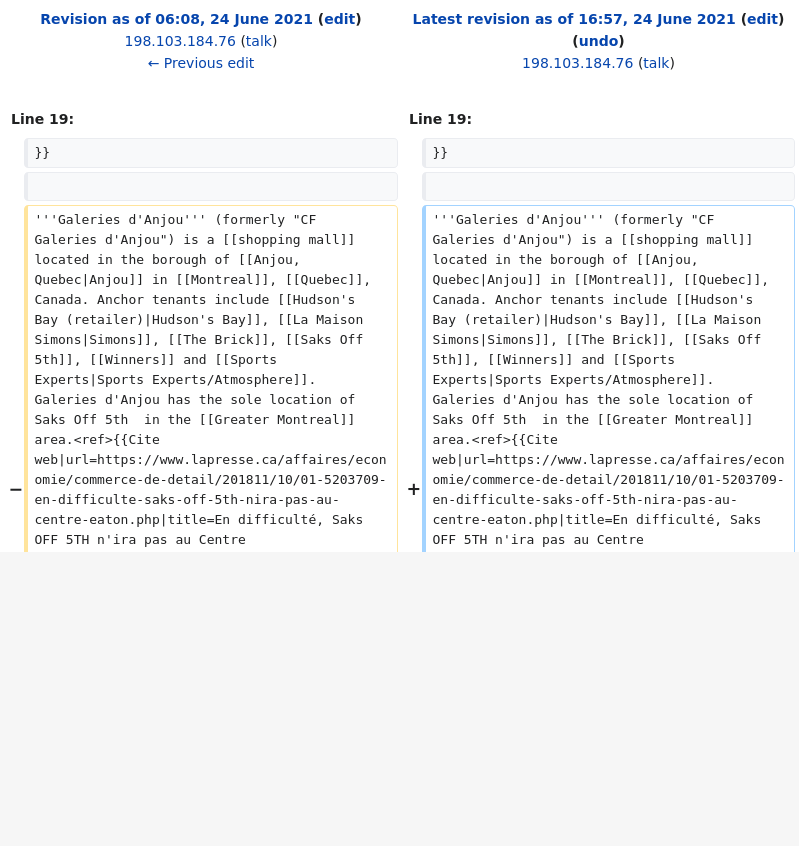 Revision as of 06:08, 24 June 2021 (edit)
198.103.184.76 (talk)
← Previous edit
Latest revision as of 16:57, 24 June 2021 (edit)
(undo)
198.103.184.76 (talk)
Line 19:
Line 19:
}}
}}
−
'''Galeries d'Anjou''' (formerly "CF
Galeries d'Anjou") is a [[shopping mall]]
located in the borough of [[Anjou,
Quebec|Anjou]] in [[Montreal]], [[Quebec]],
Canada. Anchor tenants include [[Hudson's
Bay (retailer)|Hudson's Bay]], [[La Maison
Simons|Simons]], [[The Brick]], [[Saks Off
5th]], [[Winners]] and [[Sports
Experts|Sports Experts/Atmosphere]].
Galeries d'Anjou has the sole location of
Saks Off 5th  in the [[Greater Montreal]]
area.<ref>{{Cite
web|url=https://www.lapresse.ca/affaires/econ
omie/commerce-de-detail/201811/10/01-5203709-
en-difficulte-saks-off-5th-nira-pas-au-
centre-eaton.php|title=En difficulté, Saks
OFF 5TH n'ira pas au Centre
+
'''Galeries d'Anjou''' (formerly "CF
Galeries d'Anjou") is a [[shopping mall]]
located in the borough of [[Anjou,
Quebec|Anjou]] in [[Montreal]], [[Quebec]],
Canada. Anchor tenants include [[Hudson's
Bay (retailer)|Hudson's Bay]], [[La Maison
Simons|Simons]], [[The Brick]], [[Saks Off
5th]], [[Winners]] and [[Sports
Experts|Sports Experts/Atmosphere]].
Galeries d'Anjou has the sole location of
Saks Off 5th  in the [[Greater Montreal]]
area.<ref>{{Cite
web|url=https://www.lapresse.ca/affaires/econ
omie/commerce-de-detail/201811/10/01-5203709-
en-difficulte-saks-off-5th-nira-pas-au-
centre-eaton.php|title=En difficulté, Saks
OFF 5TH n'ira pas au Centre